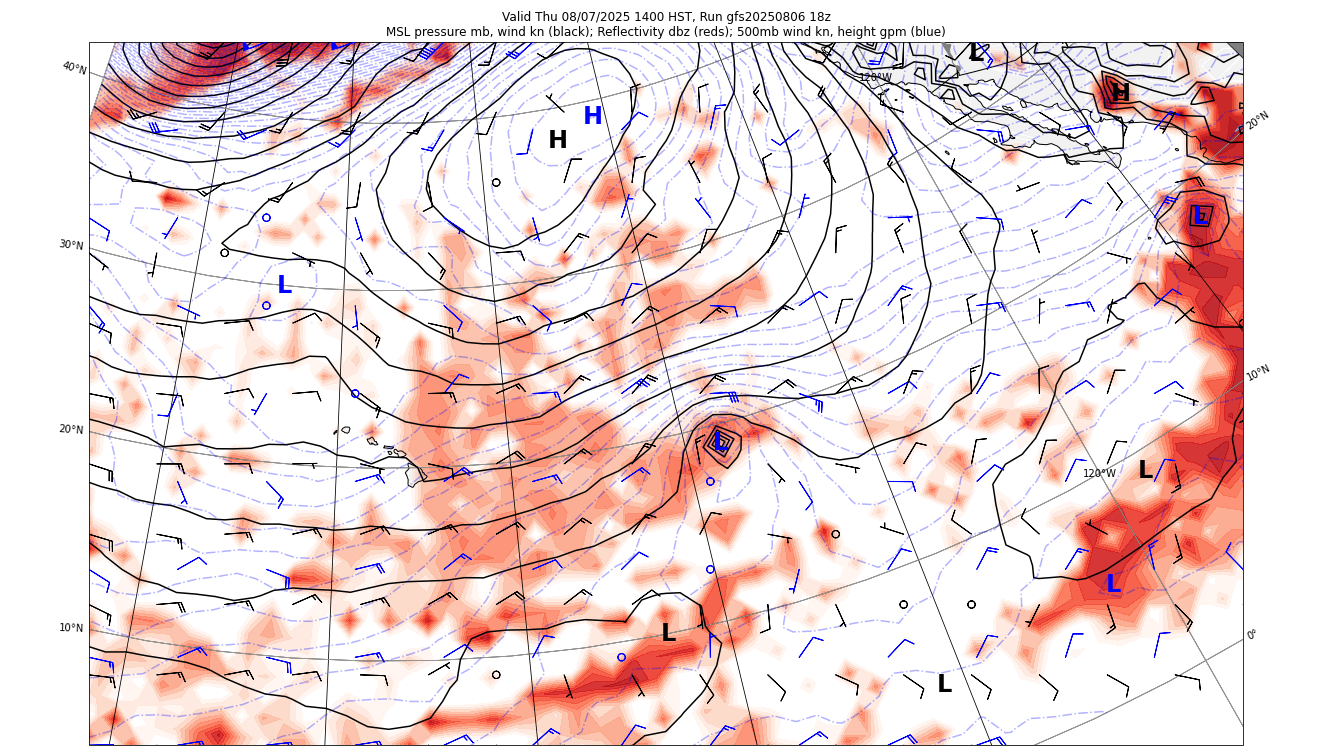 Valid Thu 08/07/2025 1400 HST, Run gfs20250806 18z
MSL pressure mb, wind kn (black); Reflectivity dbz (reds); 500mb wind kn, height gpm (blue)
L
40°N
120°W
H
H
H
20°N
L
30°N
L
10°N
20°N
L
L
120°W
L
10°N
L
0°
L